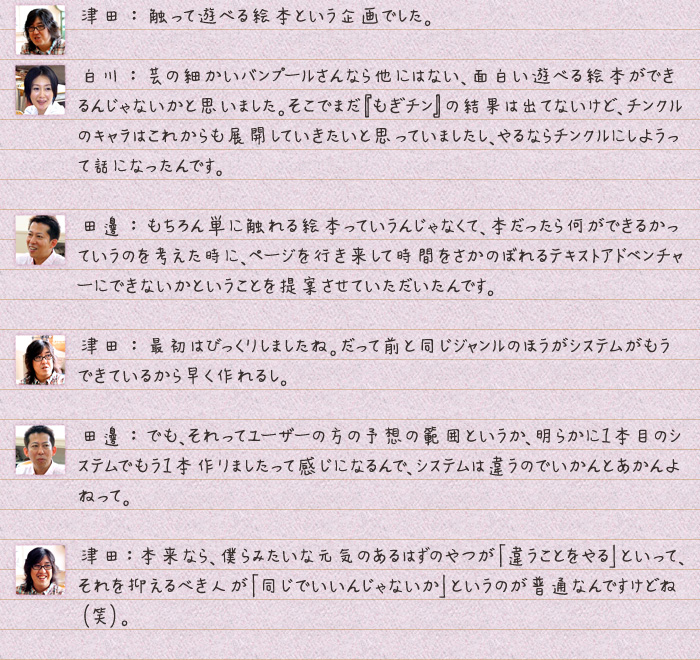 津田：触って遊べる絵本という企画でした。
白川：芸の細かいバンプールさんなら他にはない、面白い遊べる絵本ができ
るんじゃないかと思いました。そこでまだ『もぎチン』の結果は出てないけど、チンクル
のキャラはこれからも展開していきたいと思っていましたし、やるならチンクルにしようっ
て話になったんです。
田邊：もちろん単に触れる絵本っていうんじゃなくて、本だったら何ができるかっ
ていうのを考えた時に、ページを行き来して時間をさかのぼれるテキストアドベンチャ
ーにできないかということを提案させていただいたんです。
津田：最初はびっくりしましたね。だって前と同じジャンルのほうがシステムがもう
できているから早く作れるし。
田邊：でも、それってユーザーの方の予想の範囲というか、明らかに1本目のシ
ステムでもう1本作りましたって感じになるんで、システムは違うのでいかんとあかんよ
ねって。
津田：本来なら、僕らみたいな元気のあるはずのやつが「違うことをやる」といって、
それを抑えるべき人が「同じでいいんじゃないか」というのが普通なんですけどね
（笑）。